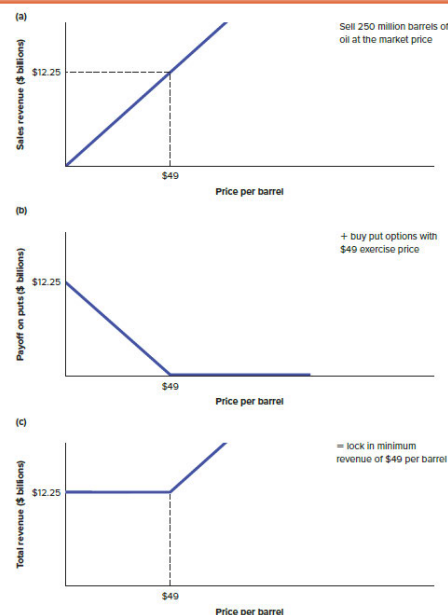 (a)
Sell 250 million barrels of
oil at the market price
Sales revenue ($ billions)
$12.25
$49
Price per barrel
(b)
+ buy put options with
$49 exercise price
Payoff on puts ($ billions)
$12.25
$49
Price per barrel
(c)
= lock in minimum
revenue of $49 per barrel
Total revenue ($ billions)
$12.25
$49
Price per barrel